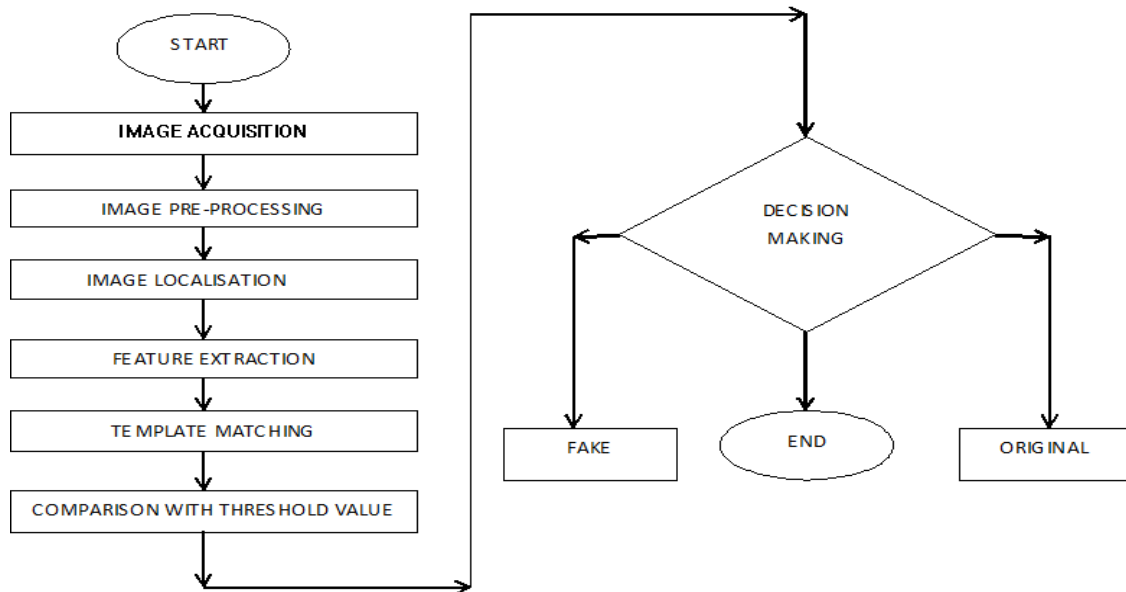 START
IMAGE ACQUISITION
IMAGE PRE-PROCESSING
IMAGE LOCALISATION
FEATURE EXTRACTION
TEMPLATE MATCHING
COMPARISON WITH THRESHOLD VALUE
DECISION
MAKING
FAKE
END
ORIGINAL